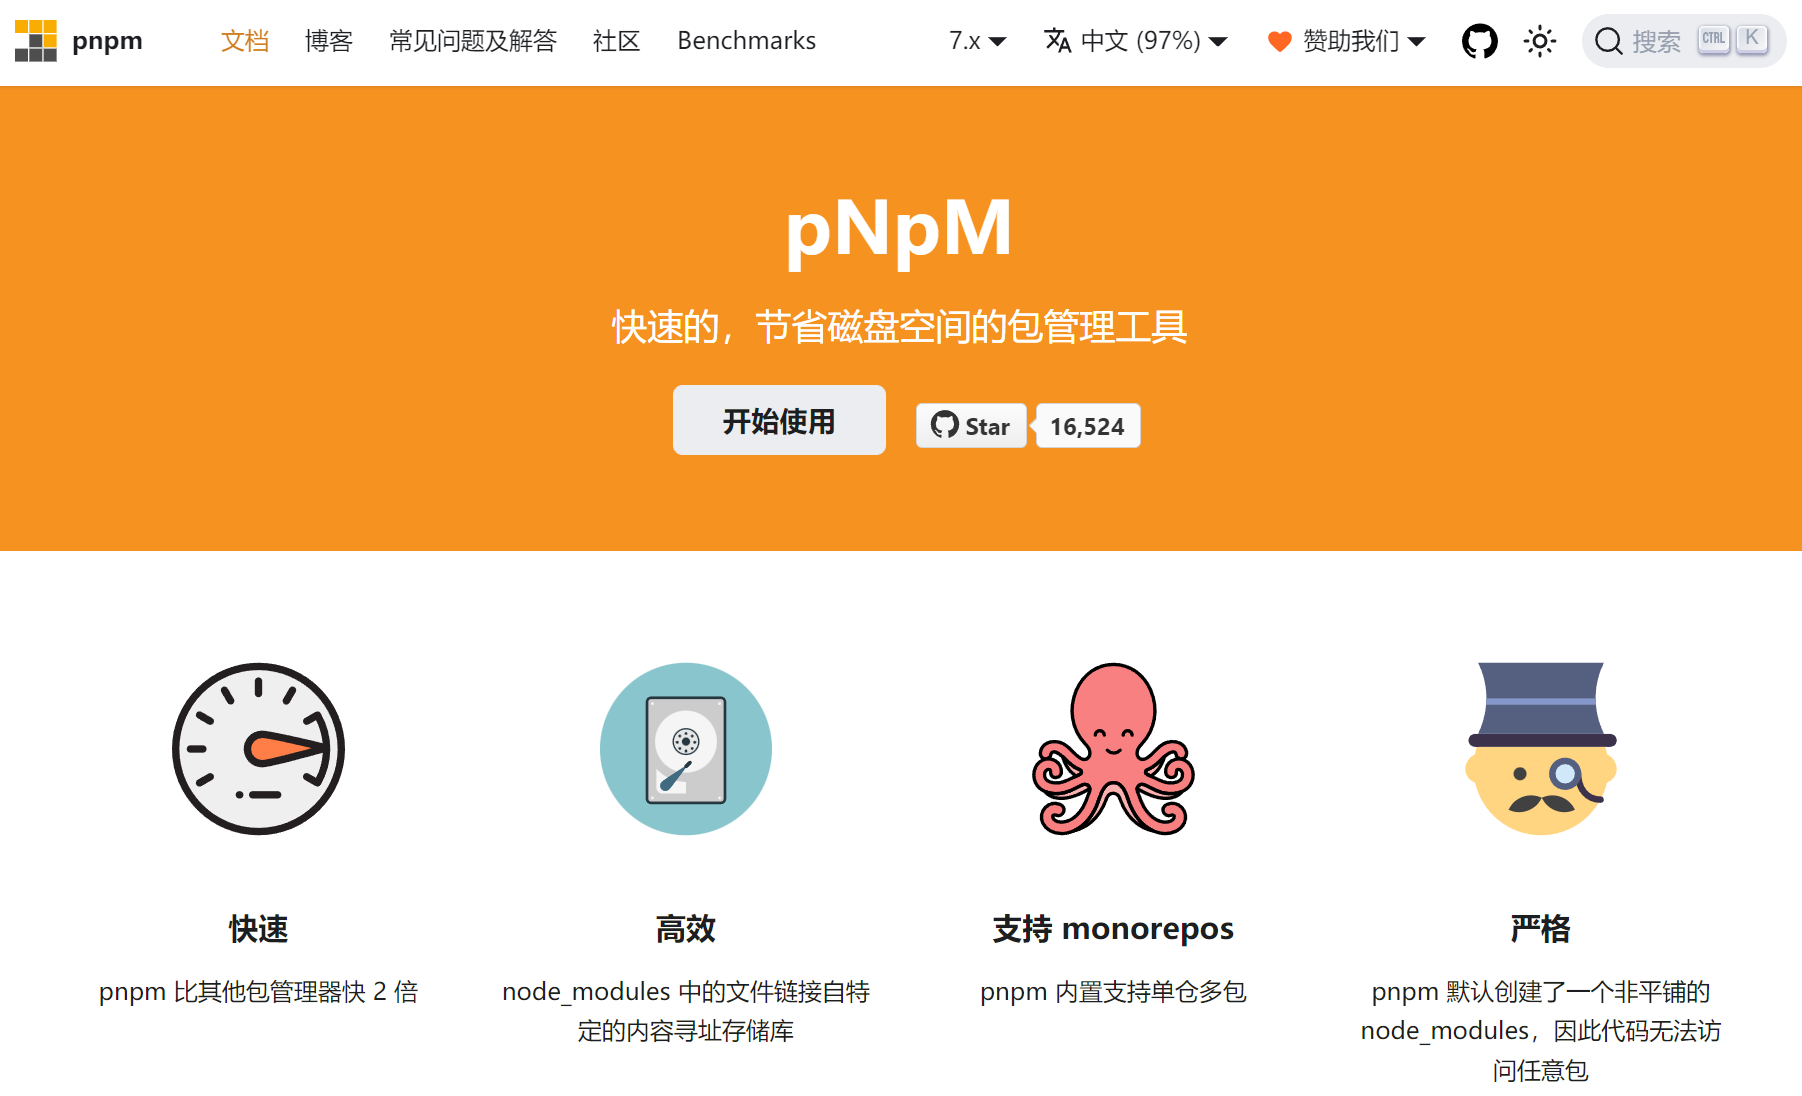 pnpm 文档 博客 常见问题及解答 社区 Benchmarks 7.x 中文 (97%) 赞助我们 搜索 CTRL K
pNpM
快速的，节省磁盘空间的包管理工具
开始使用 Star 16,524
快速
pnpm 比其他包管理器快 2 倍
高效
node_modules 中的文件链接自特
定的内容寻址存储库
支持 monorepos
pnpm 内置支持单仓多包
严格
pnpm 默认创建了一个非平铺的
node_modules，因此代码无法访
问任意包